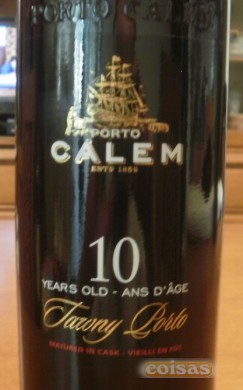 PORTO CÁLEM
PORTO
CÁLEM
ESTD 1859
10
YEARS OLD - ANS D'ÂGE
Tawny Porto
MATURED IN CASK - VIEILLI EN FÛT
coisas